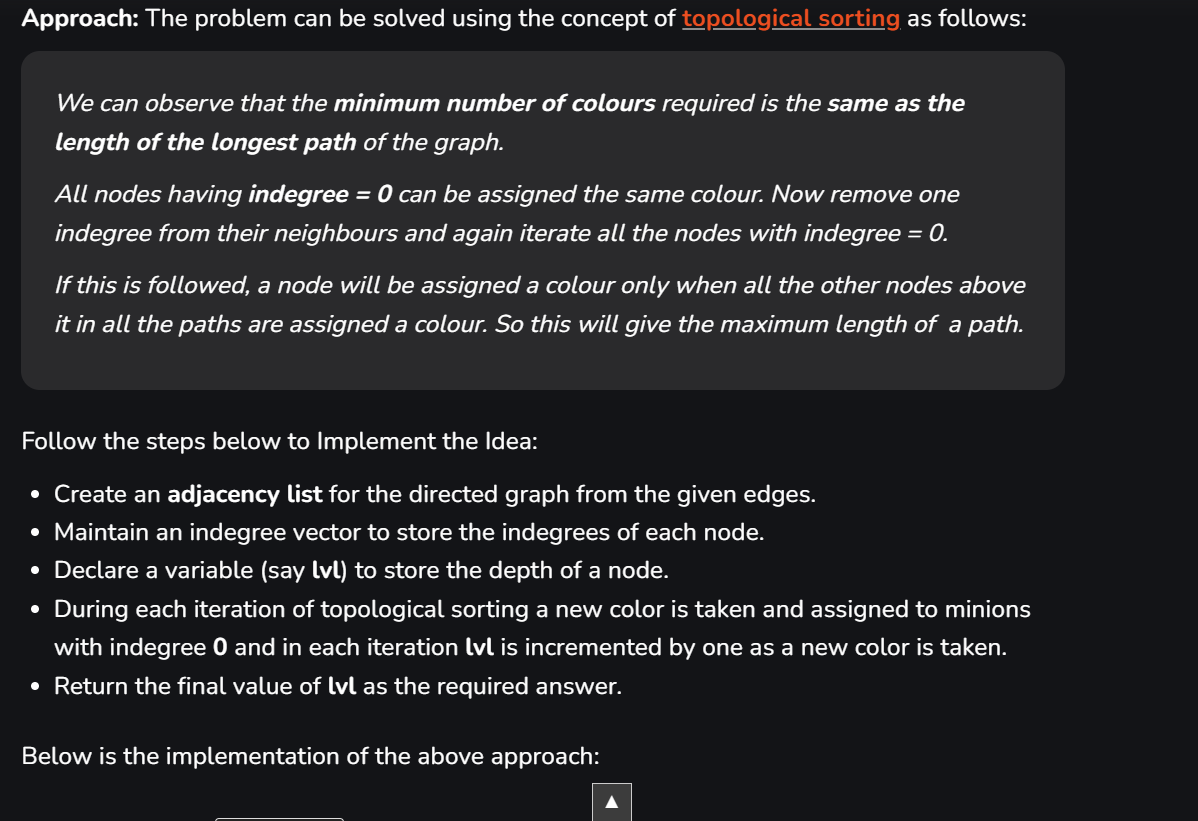 Approach: The problem can be solved using the concept of topological sorting as follows:
We can observe that the minimum number of colours required is the same as the
length of the longest path of the graph.
All nodes having indegree = 0 can be assigned the same colour. Now remove one
indegree from their neighbours and again iterate all the nodes with indegree = 0.
If this is followed, a node will be assigned a colour only when all the other nodes above
it in all the paths are assigned a colour. So this will give the maximum length of  a path.
Follow the steps below to Implement the Idea:
• Create an adjacency list for the directed graph from the given edges.
• Maintain an indegree vector to store the indegrees of each node.
• Declare a variable (say lvl) to store the depth of a node.
• During each iteration of topological sorting a new color is taken and assigned to minions
with indegree 0 and in each iteration lvl is incremented by one as a new color is taken.
• Return the final value of lvl as the required answer.
Below is the implementation of the above approach: